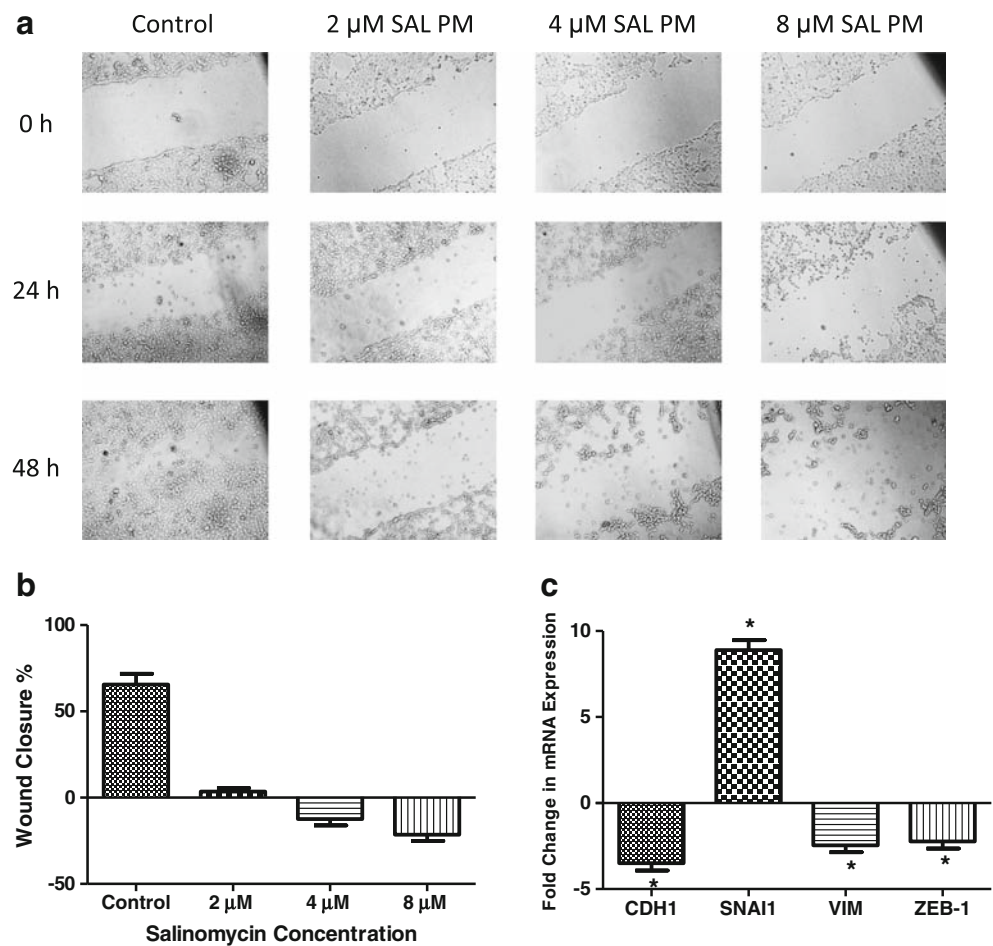 a
Control 2 µM SAL PM 4 µM SAL PM 8 µM SAL PM
0 h
24 h
48 h
b
Wound Closure %
100
50
0
-50
Control 2 µM 4 µM 8 µM
Salinomycin Concentration
c
Fold Change in mRNA Expression
10
5
0
-5
*
*
*
*
CDH1 SNAI1 VIM ZEB-1